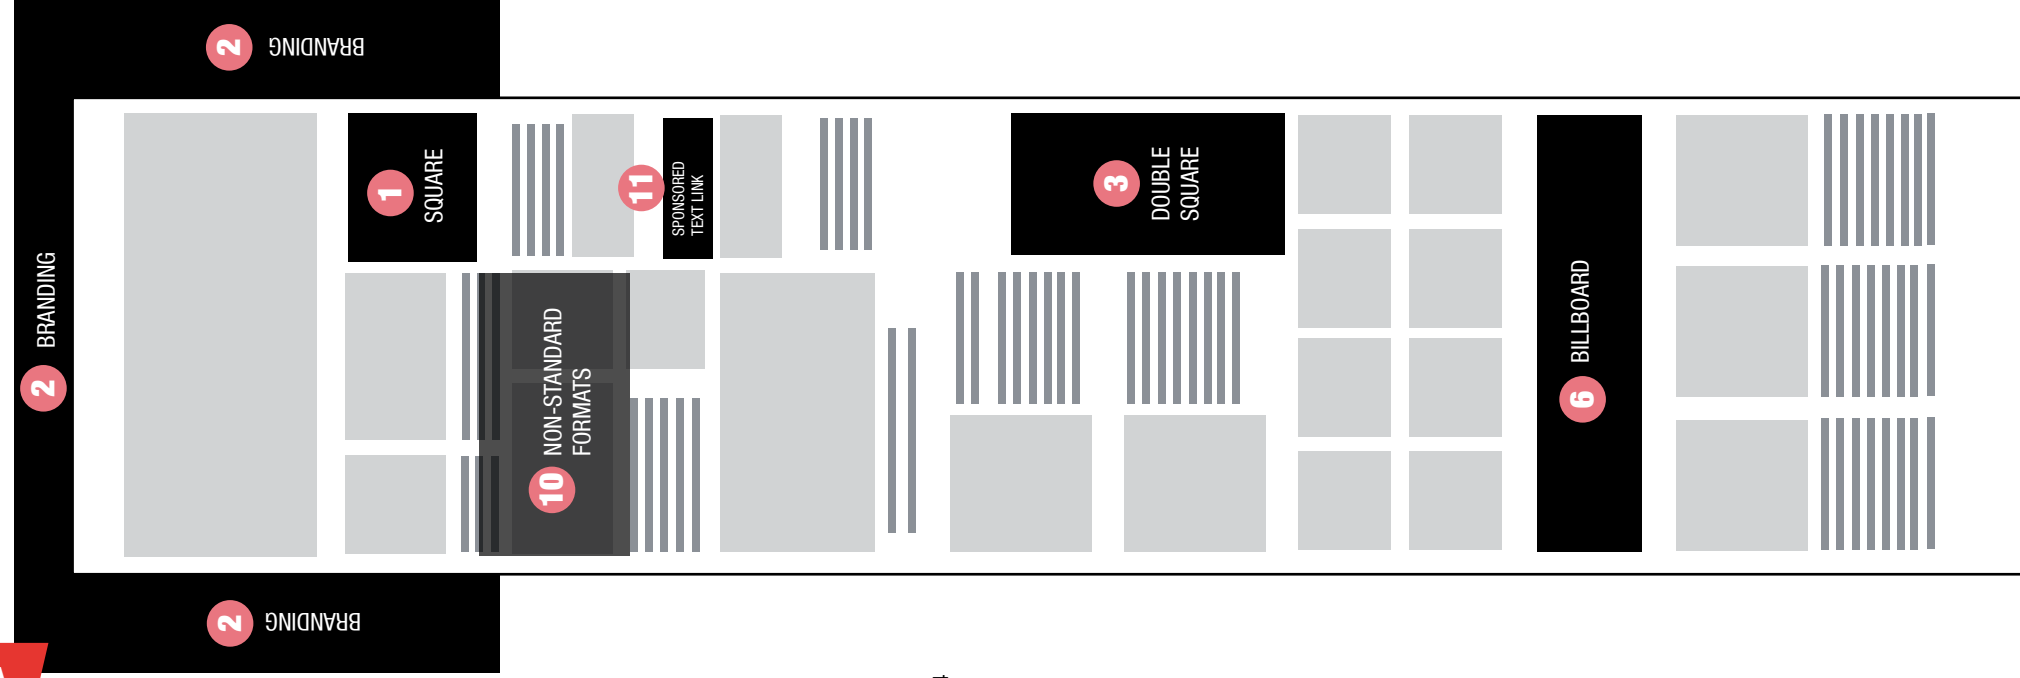 2 BRANDING
2 BRANDING
2 BRANDING
1
SQUARE
10 NON-STANDARD
FORMATS
11
SPONSORED
TEXT LINK
3
DOUBLE
SQUARE
6 BILLBOARD